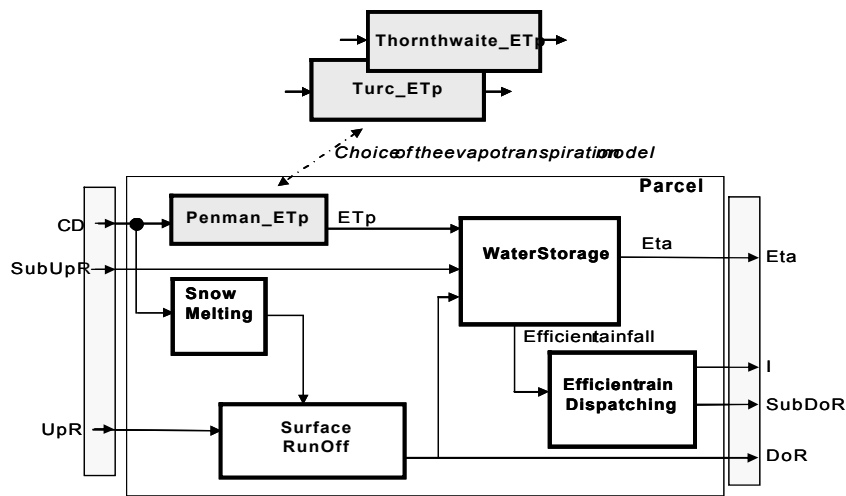 Thornthwaite_ETp
Turc_ETp
Choiceoftheevapotranspirationmodel
Parcel
CD
Penman_ETp
ETp
WaterStorage
Eta
Eta
SubUpR
Snow
Melting
Efficientrainfall
Efficientrain
Dispatching
I
SubDoR
UpR
Surface
RunOff
DoR